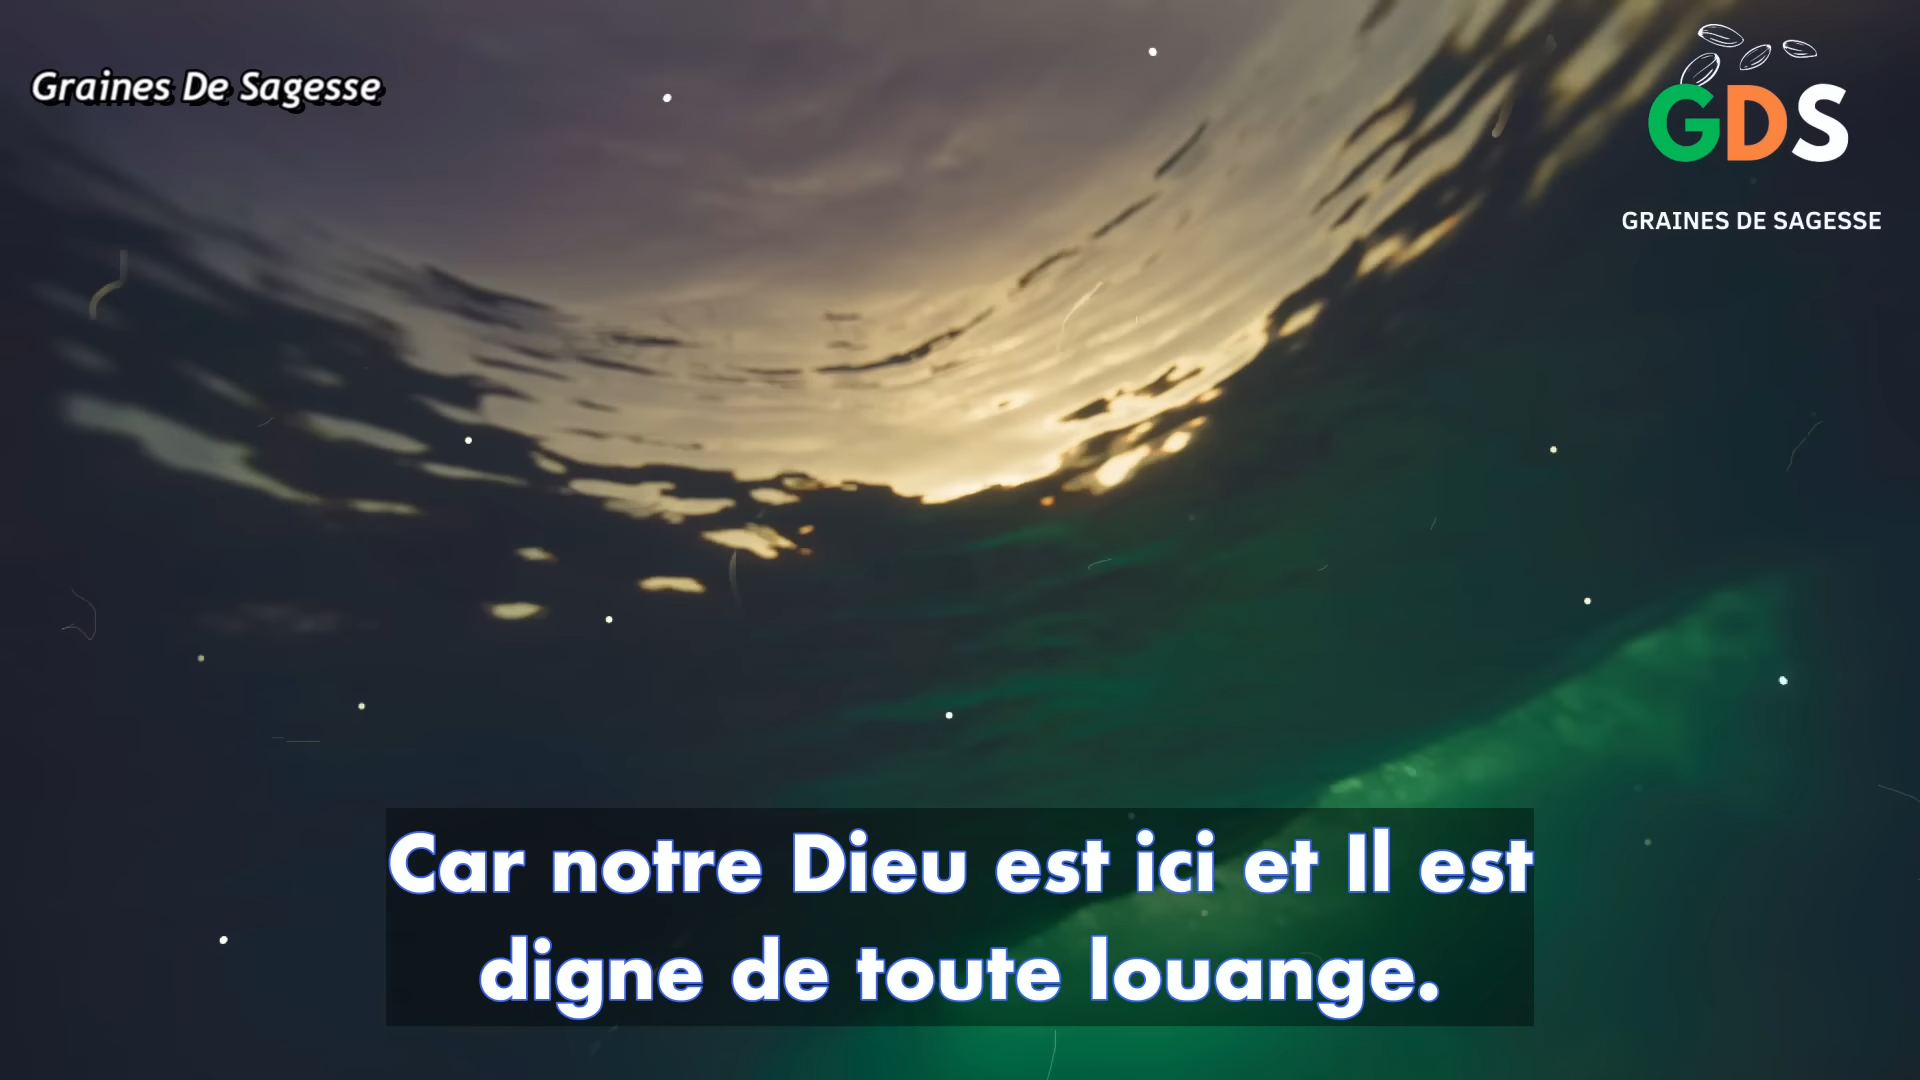 Graines De Sagesse
GDS
GRAINES DE SAGESSE
Car notre Dieu est ici et Il est
digne de toute louange.